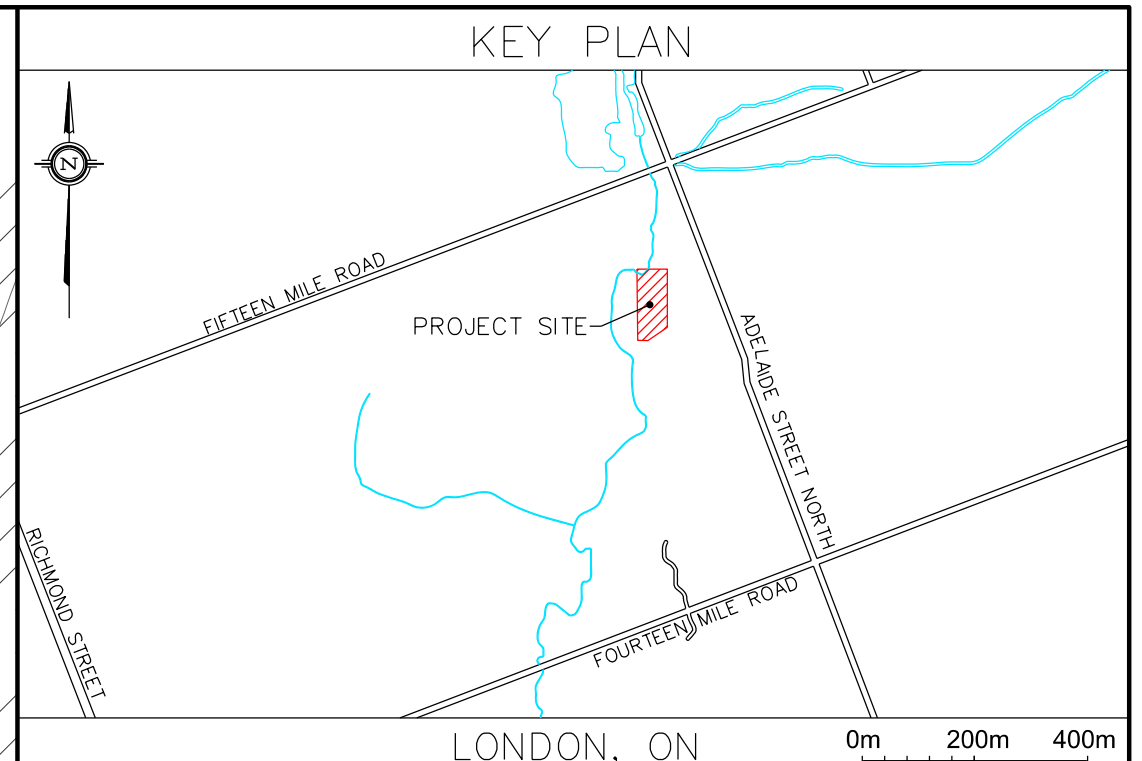 KEY PLAN
N
FIFTEEN MILE ROAD
PROJECT SITE
ADELAIDE STREET NORTH
RICHMOND STREET
FOURTEEN MILE ROAD
LONDON, ON
0m 200m 400m